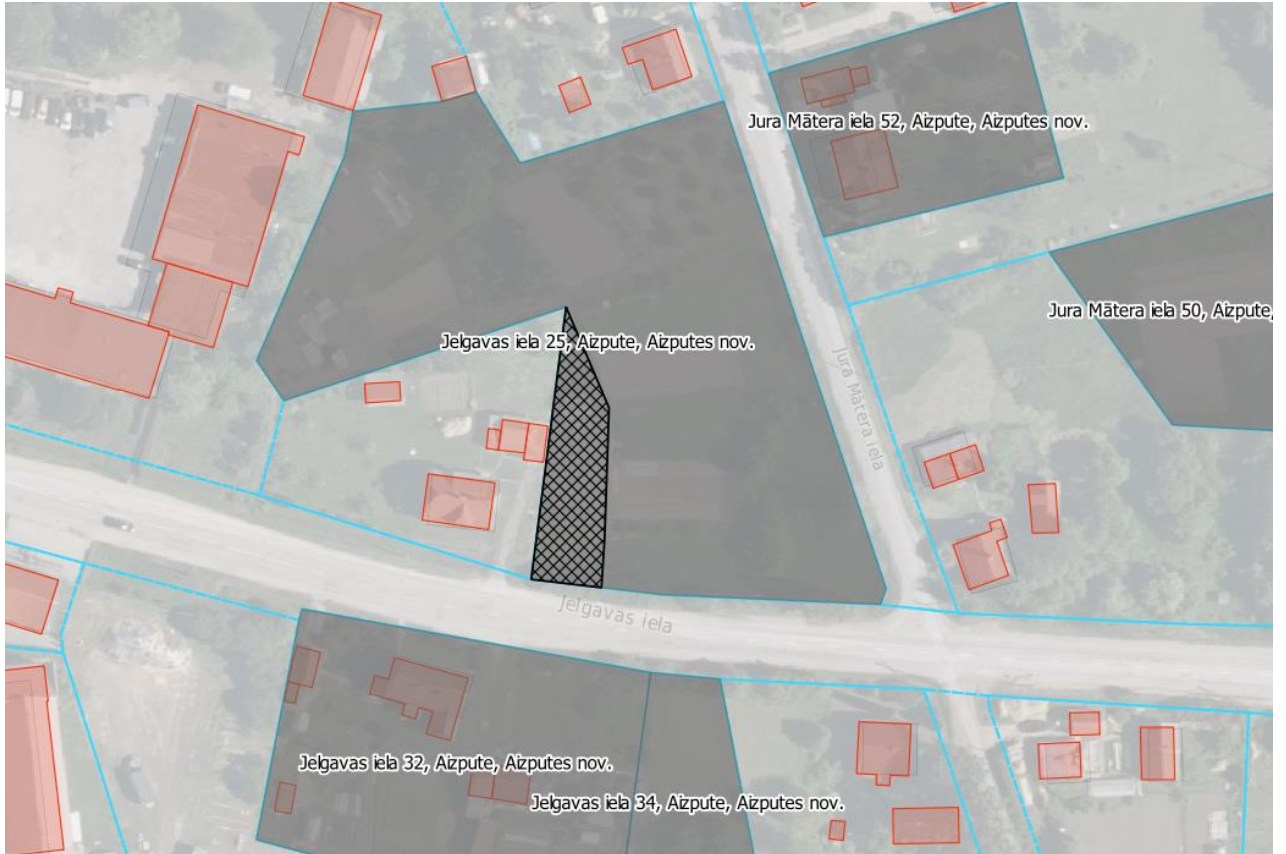 Jura Mātera iela 52, Aizpute, Aizputes nov.
Jura Mātera iela 50, Aizpute,
Jelgavas iela 25, Aizpute, Aizputes nov.
Jura Mātera iela
Jelgavas iela
Jelgavas iela 32, Aizpute, Aizputes nov.
Jelgavas iela 34, Aizpute, Aizputes nov.